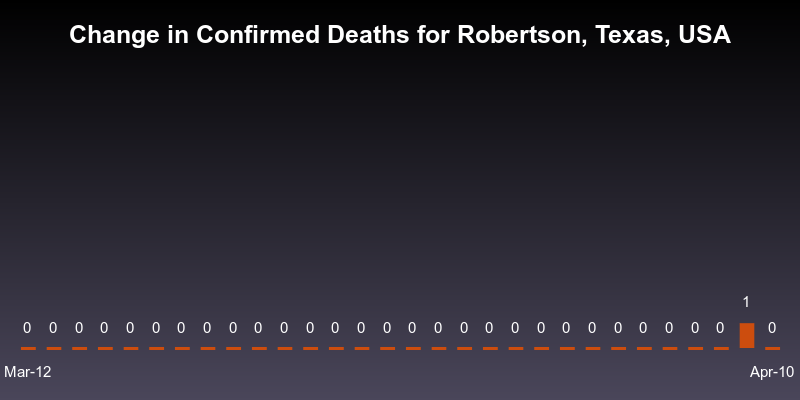 Change in Confirmed Deaths for Robertson, Texas, USA
1
0 0 0 0 0 0 0 0 0 0 0 0 0 0 0 0 0 0 0 0 0 0 0 0 0 0 0 0 0
Mar-12 Apr-10